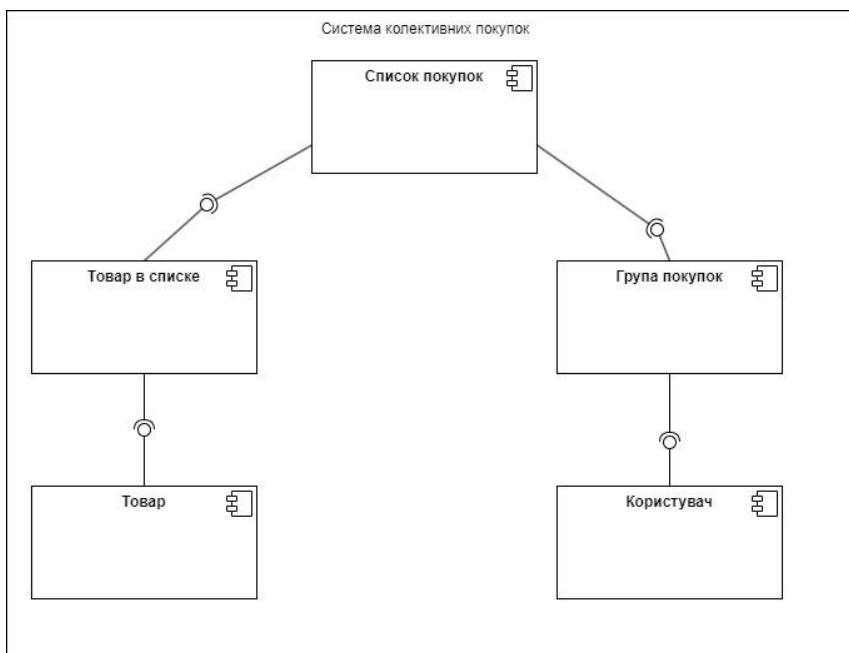 Система колективних покупок
Список покупок
Товар в списке
Група покупок
Товар
Користувач